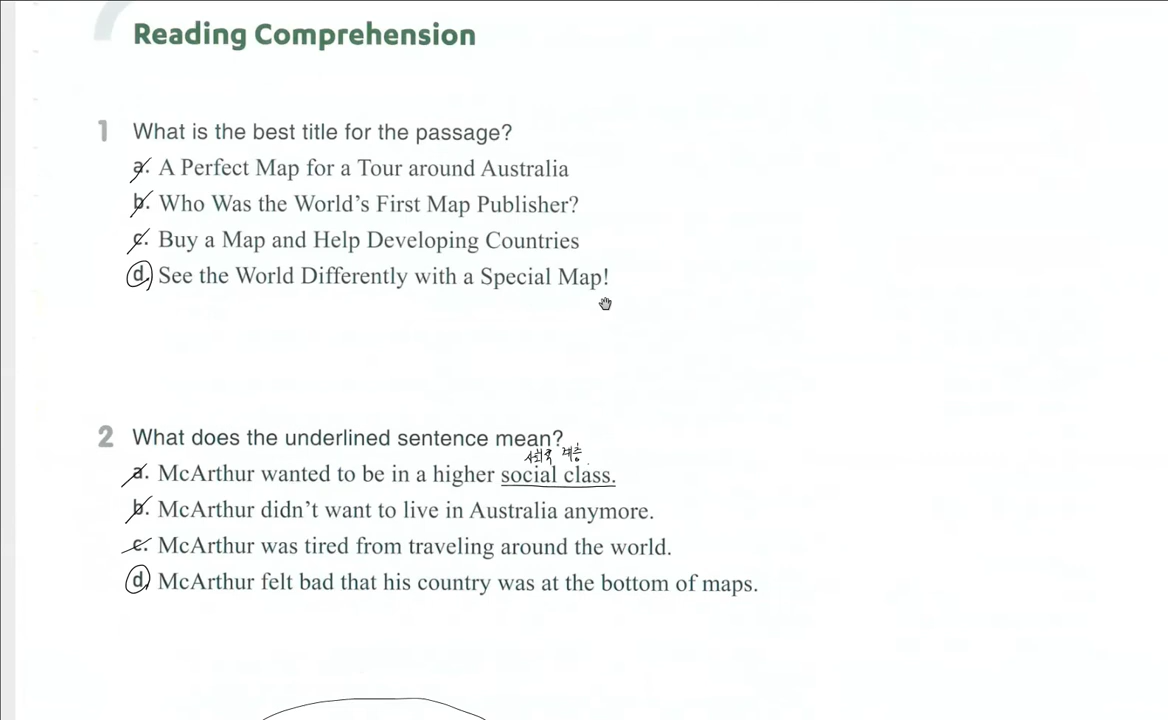 Reading Comprehension
1 What is the best title for the passage?
a. A Perfect Map for a Tour around Australia
b. Who Was the World's First Map Publisher?
c. Buy a Map and Help Developing Countries
d. See the World Differently with a Special Map!
2 What does the underlined sentence mean?
계층
a. McArthur wanted to be in a higher social class.
b. McArthur didn't want to live in Australia anymore.
c. McArthur was tired from traveling around the world.
d. McArthur felt bad that his country was at the bottom of maps.